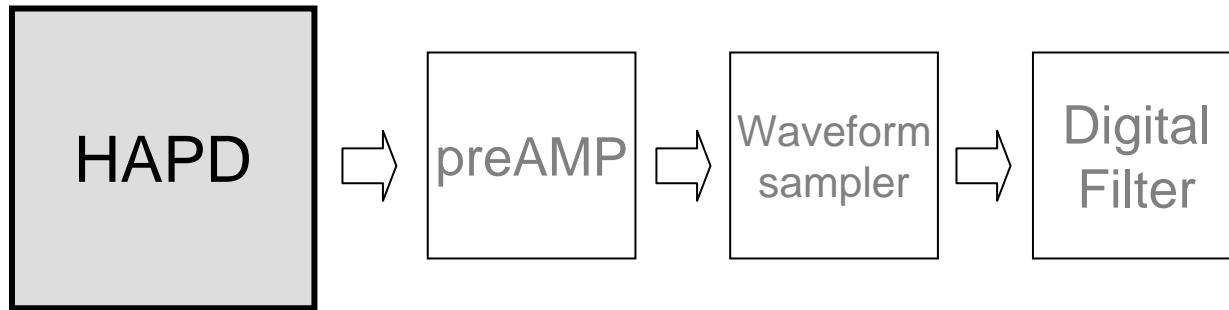 HAPD
preAMP
Waveform
sampler
Digital
Filter